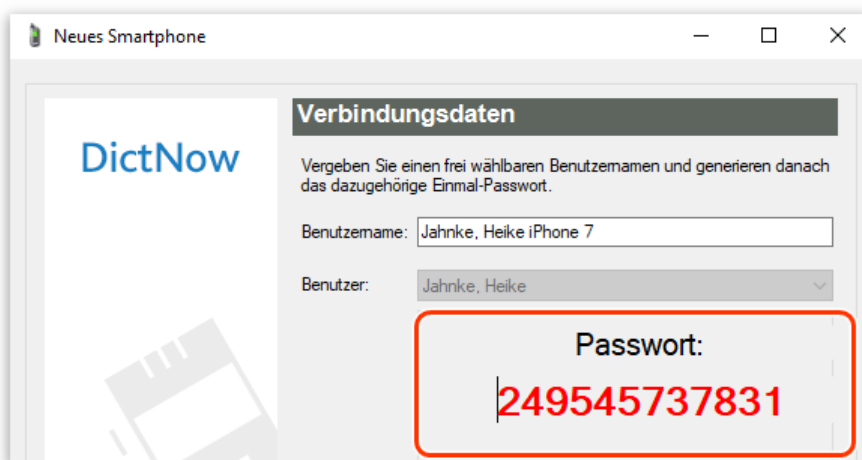 Neues Smartphone
DictNow
Verbindungsdaten
Vergeben Sie einen frei wählbaren Benutzernamen und generieren danach
das dazugehörige Einmal-Passwort.
Benutzername: Jahnke, Heike iPhone 7
Benutzer: Jahnke, Heike
Passwort:
249545737831